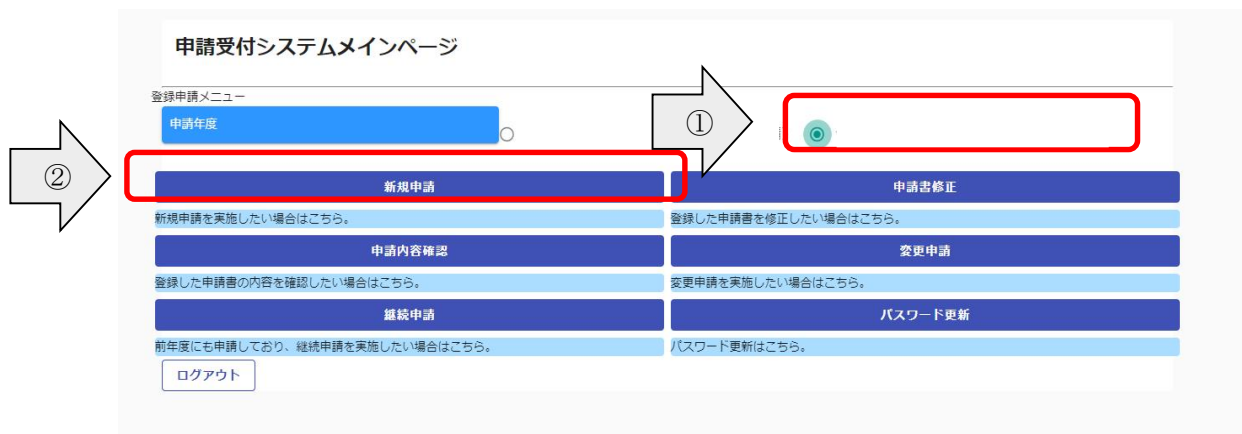 申請受付システムメインページ
登録申請メニュー
申請年度
①
②
新規申請
申請書修正
新規申請を実施したい場合はこちら。
登録した申請書を修正したい場合はこちら。
申請内容確認
変更申請
登録した申請書の内容を確認したい場合はこちら。
変更申請を実施したい場合はこちら。
継続申請
パスワード更新
前年度にも申請しており、継続申請を実施したい場合はこちら。
パスワード更新はこちら。
ログアウト